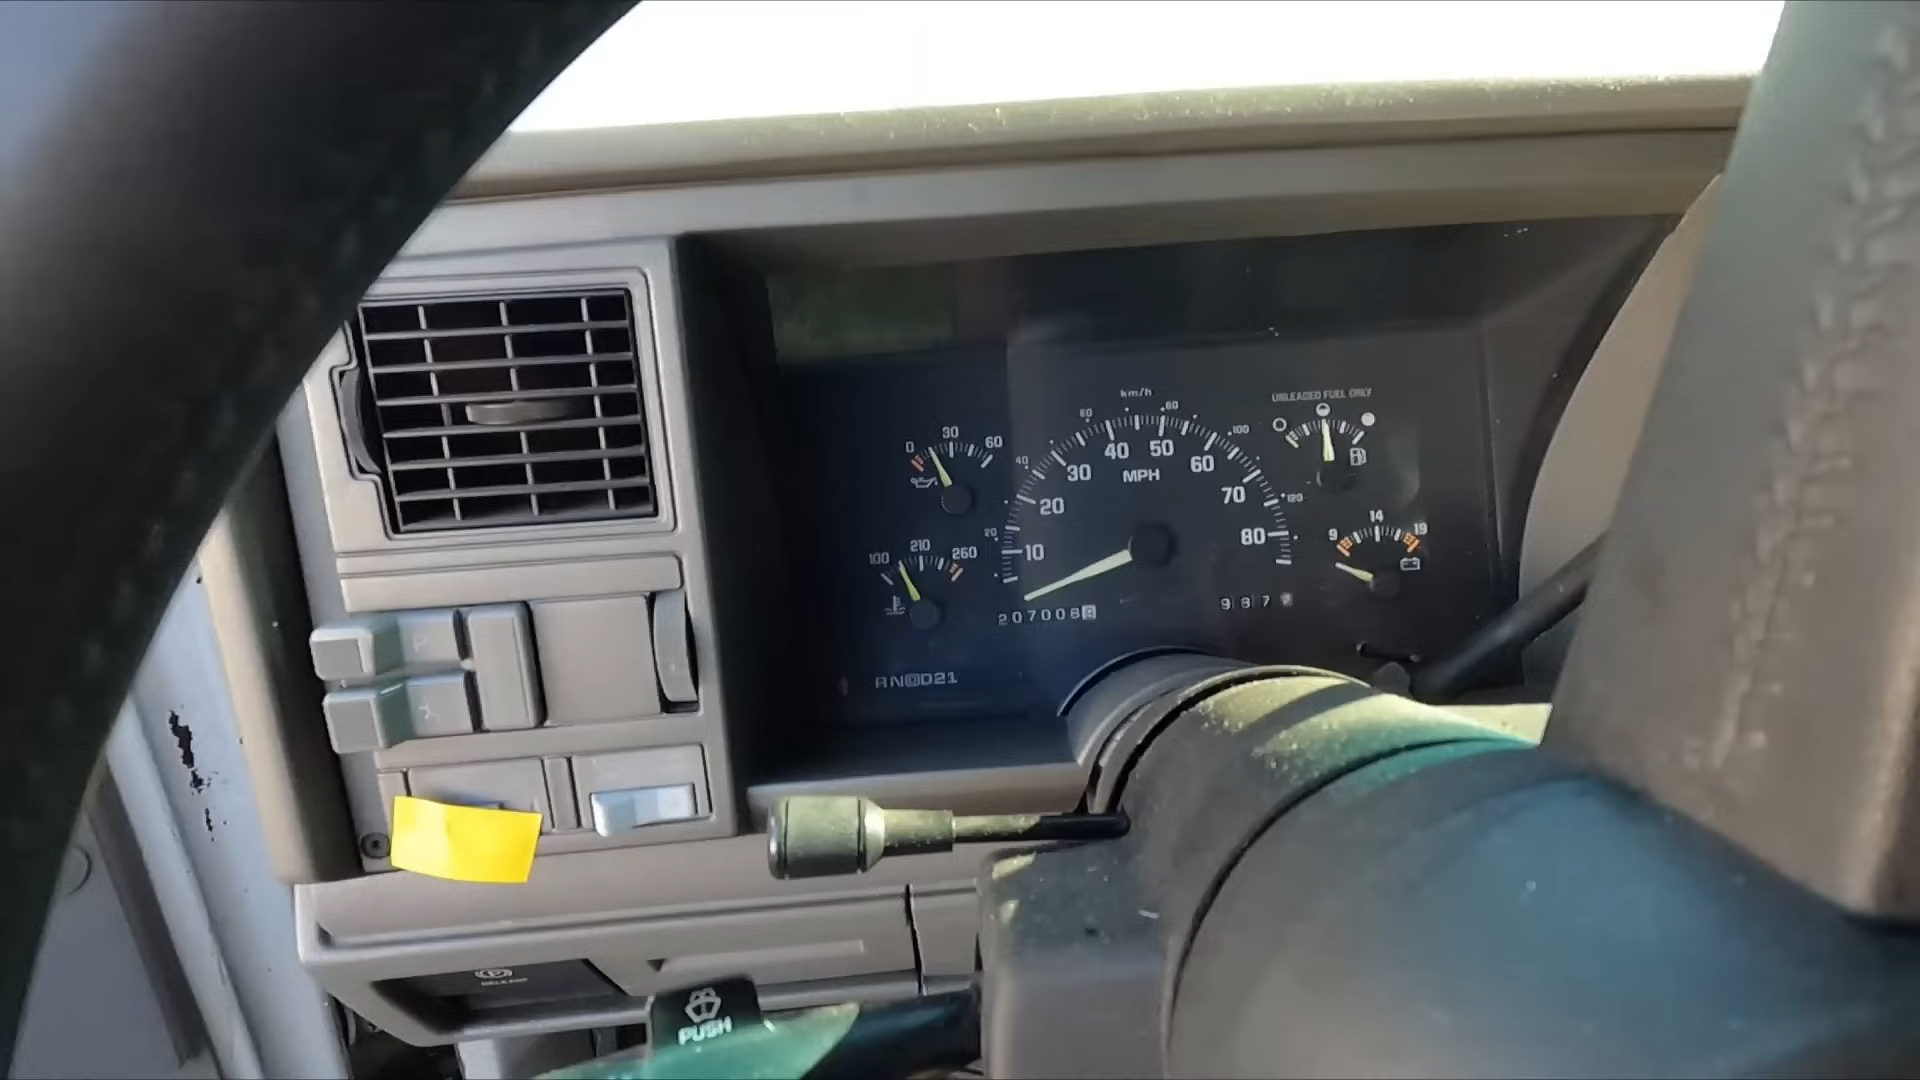 km/h
UNLEADED FUEL ONLY
0 30 60
20 40 60 80 100 120
10 20 30 40 50 60 70 80
MPH
100 210 260
9 14 19
207006
987
RN D21
PUSH